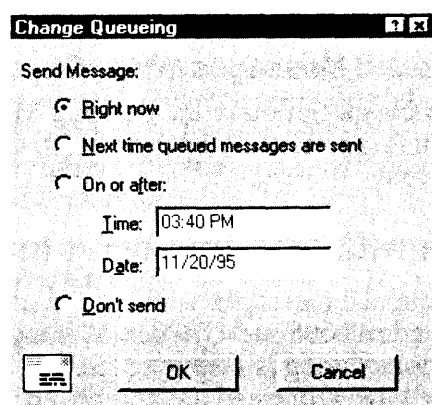 Change Queueing
Send Message:
Right now
Next time queued messages are sent
On or after:
Time: 03:40 PM
Date: 11/20/95
Don't send
OK Cancel